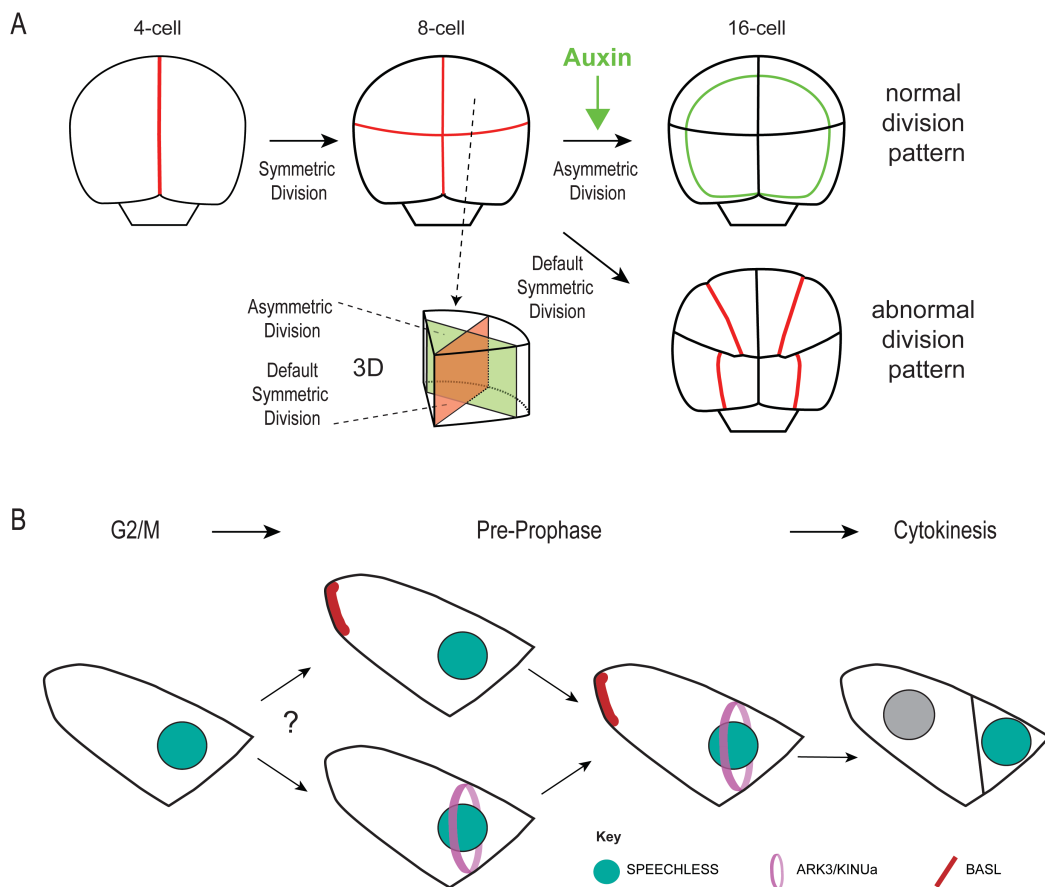 A
4-cell
8-cell
16-cell
Auxin
Symmetric
Division
Asymmetric
Division
normal
division
pattern
Default
Symmetric
Division
Asymmetric
Division
3D
Default
Symmetric
Division
abnormal
division
pattern
B
G2/M
Pre-Prophase
Cytokinesis
?
Key
SPEECHLESS
ARK3/KINUa
BASL